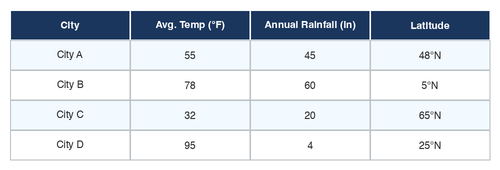 City Avg. Temp (°F) Annual Rainfall (in) Latitude
City A 55 45 48°N
City B 78 60 5°N
City C 32 20 65°N
City D 95 4 25°N